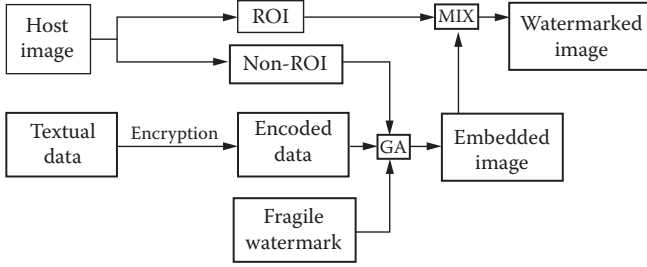 Host
image
ROI
MIX
Watermarked
image
Non-ROI
Textual
data
Encryption
Encoded
data
GA
Embedded
image
Fragile
watermark